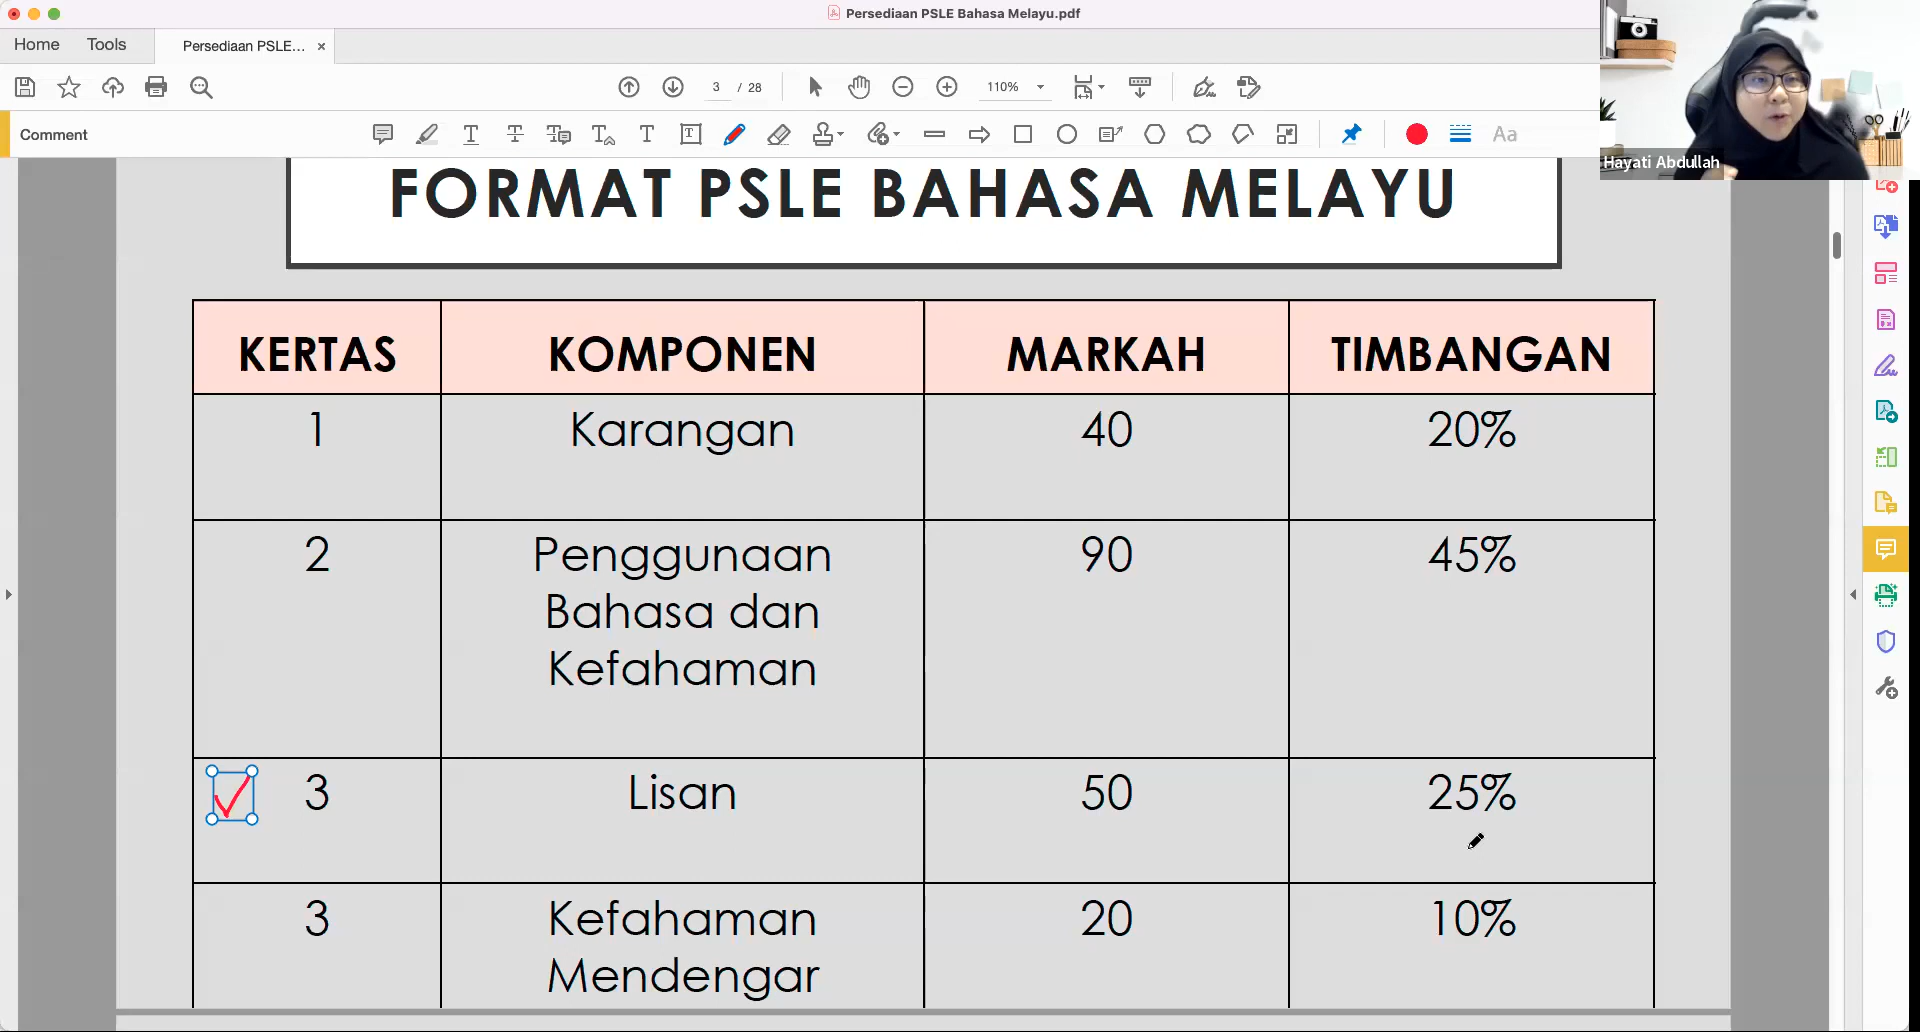 Persediaan PSLE Bahasa Melayu.pdf
Home
Tools
Persediaan PSLE... ×
3 / 28
110%
Comment
Aa
Hayati Abdullah
FORMAT PSLE BAHASA MELAYU
KERTAS KOMPONEN MARKAH TIMBANGAN
1 Karangan 40 20%
2 Penggunaan 90 45%
Bahasa dan
Kefahaman
3 Lisan 50 25%
3 Kefahaman 20 10%
Mendengar